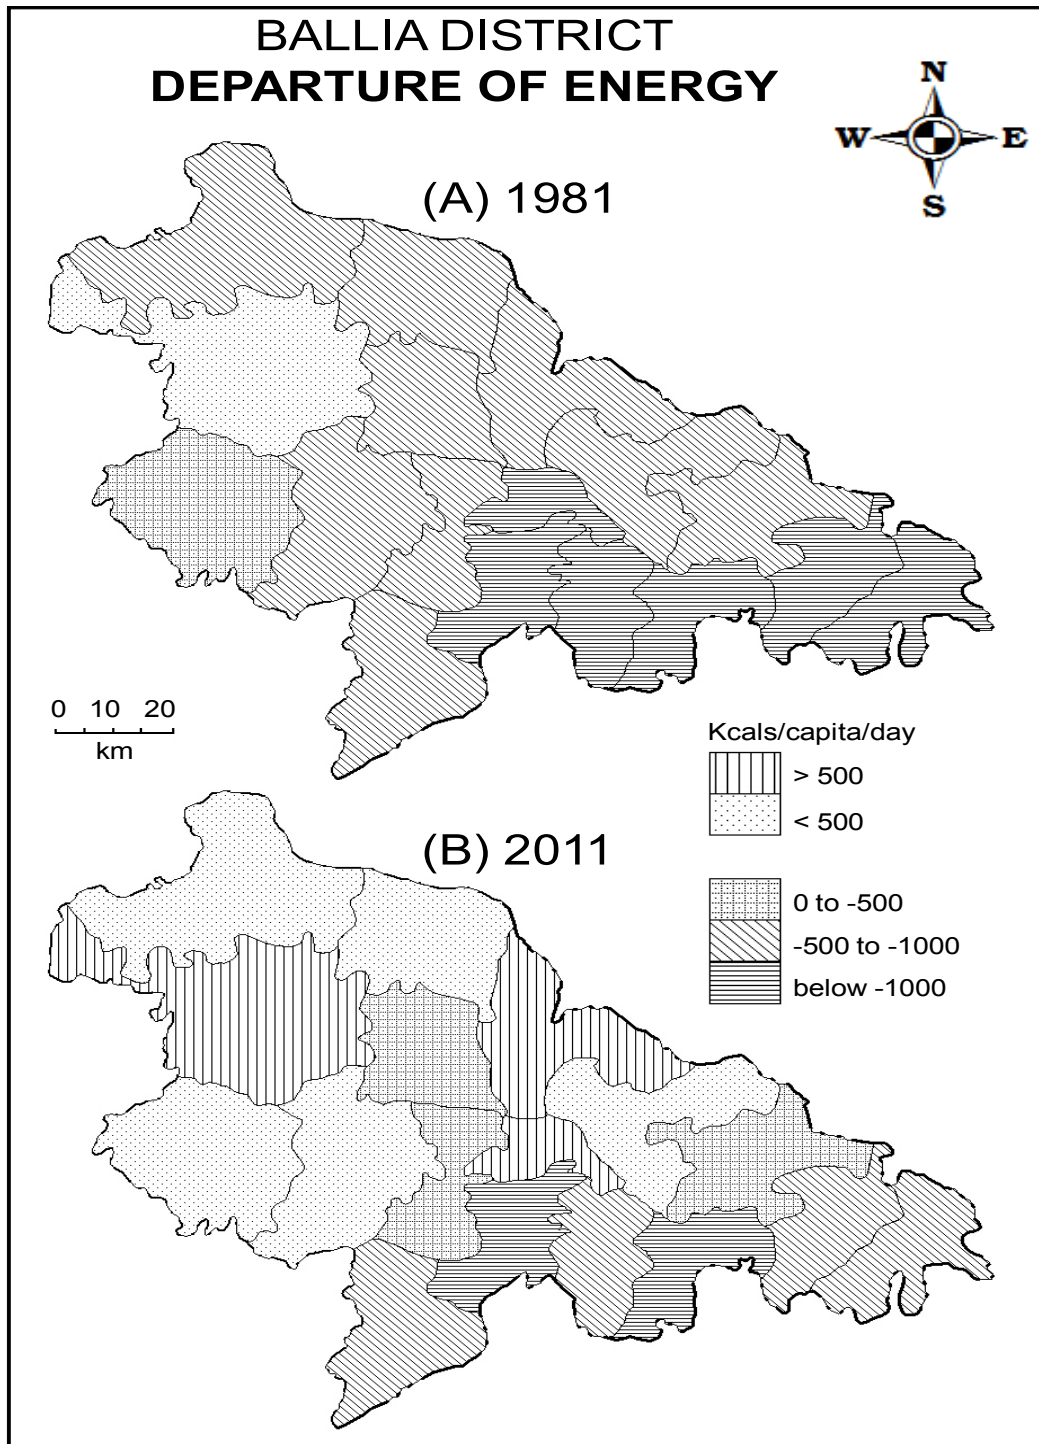 BALLIA DISTRICT
DEPARTURE OF ENERGY
N
W E
S
(A) 1981
0 10 20
km
Kcals/capita/day
> 500
< 500
(B) 2011
0 to -500
-500 to -1000
below -1000